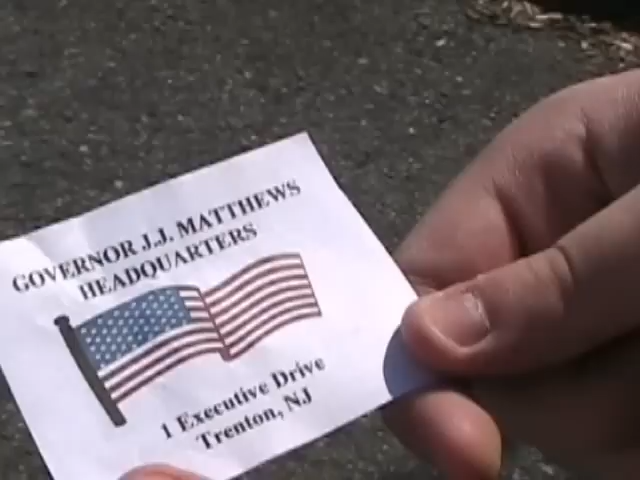 GOVERNOR J.J. MATTHEWS
HEADQUARTERS
1 Executive Drive
Trenton, NJ